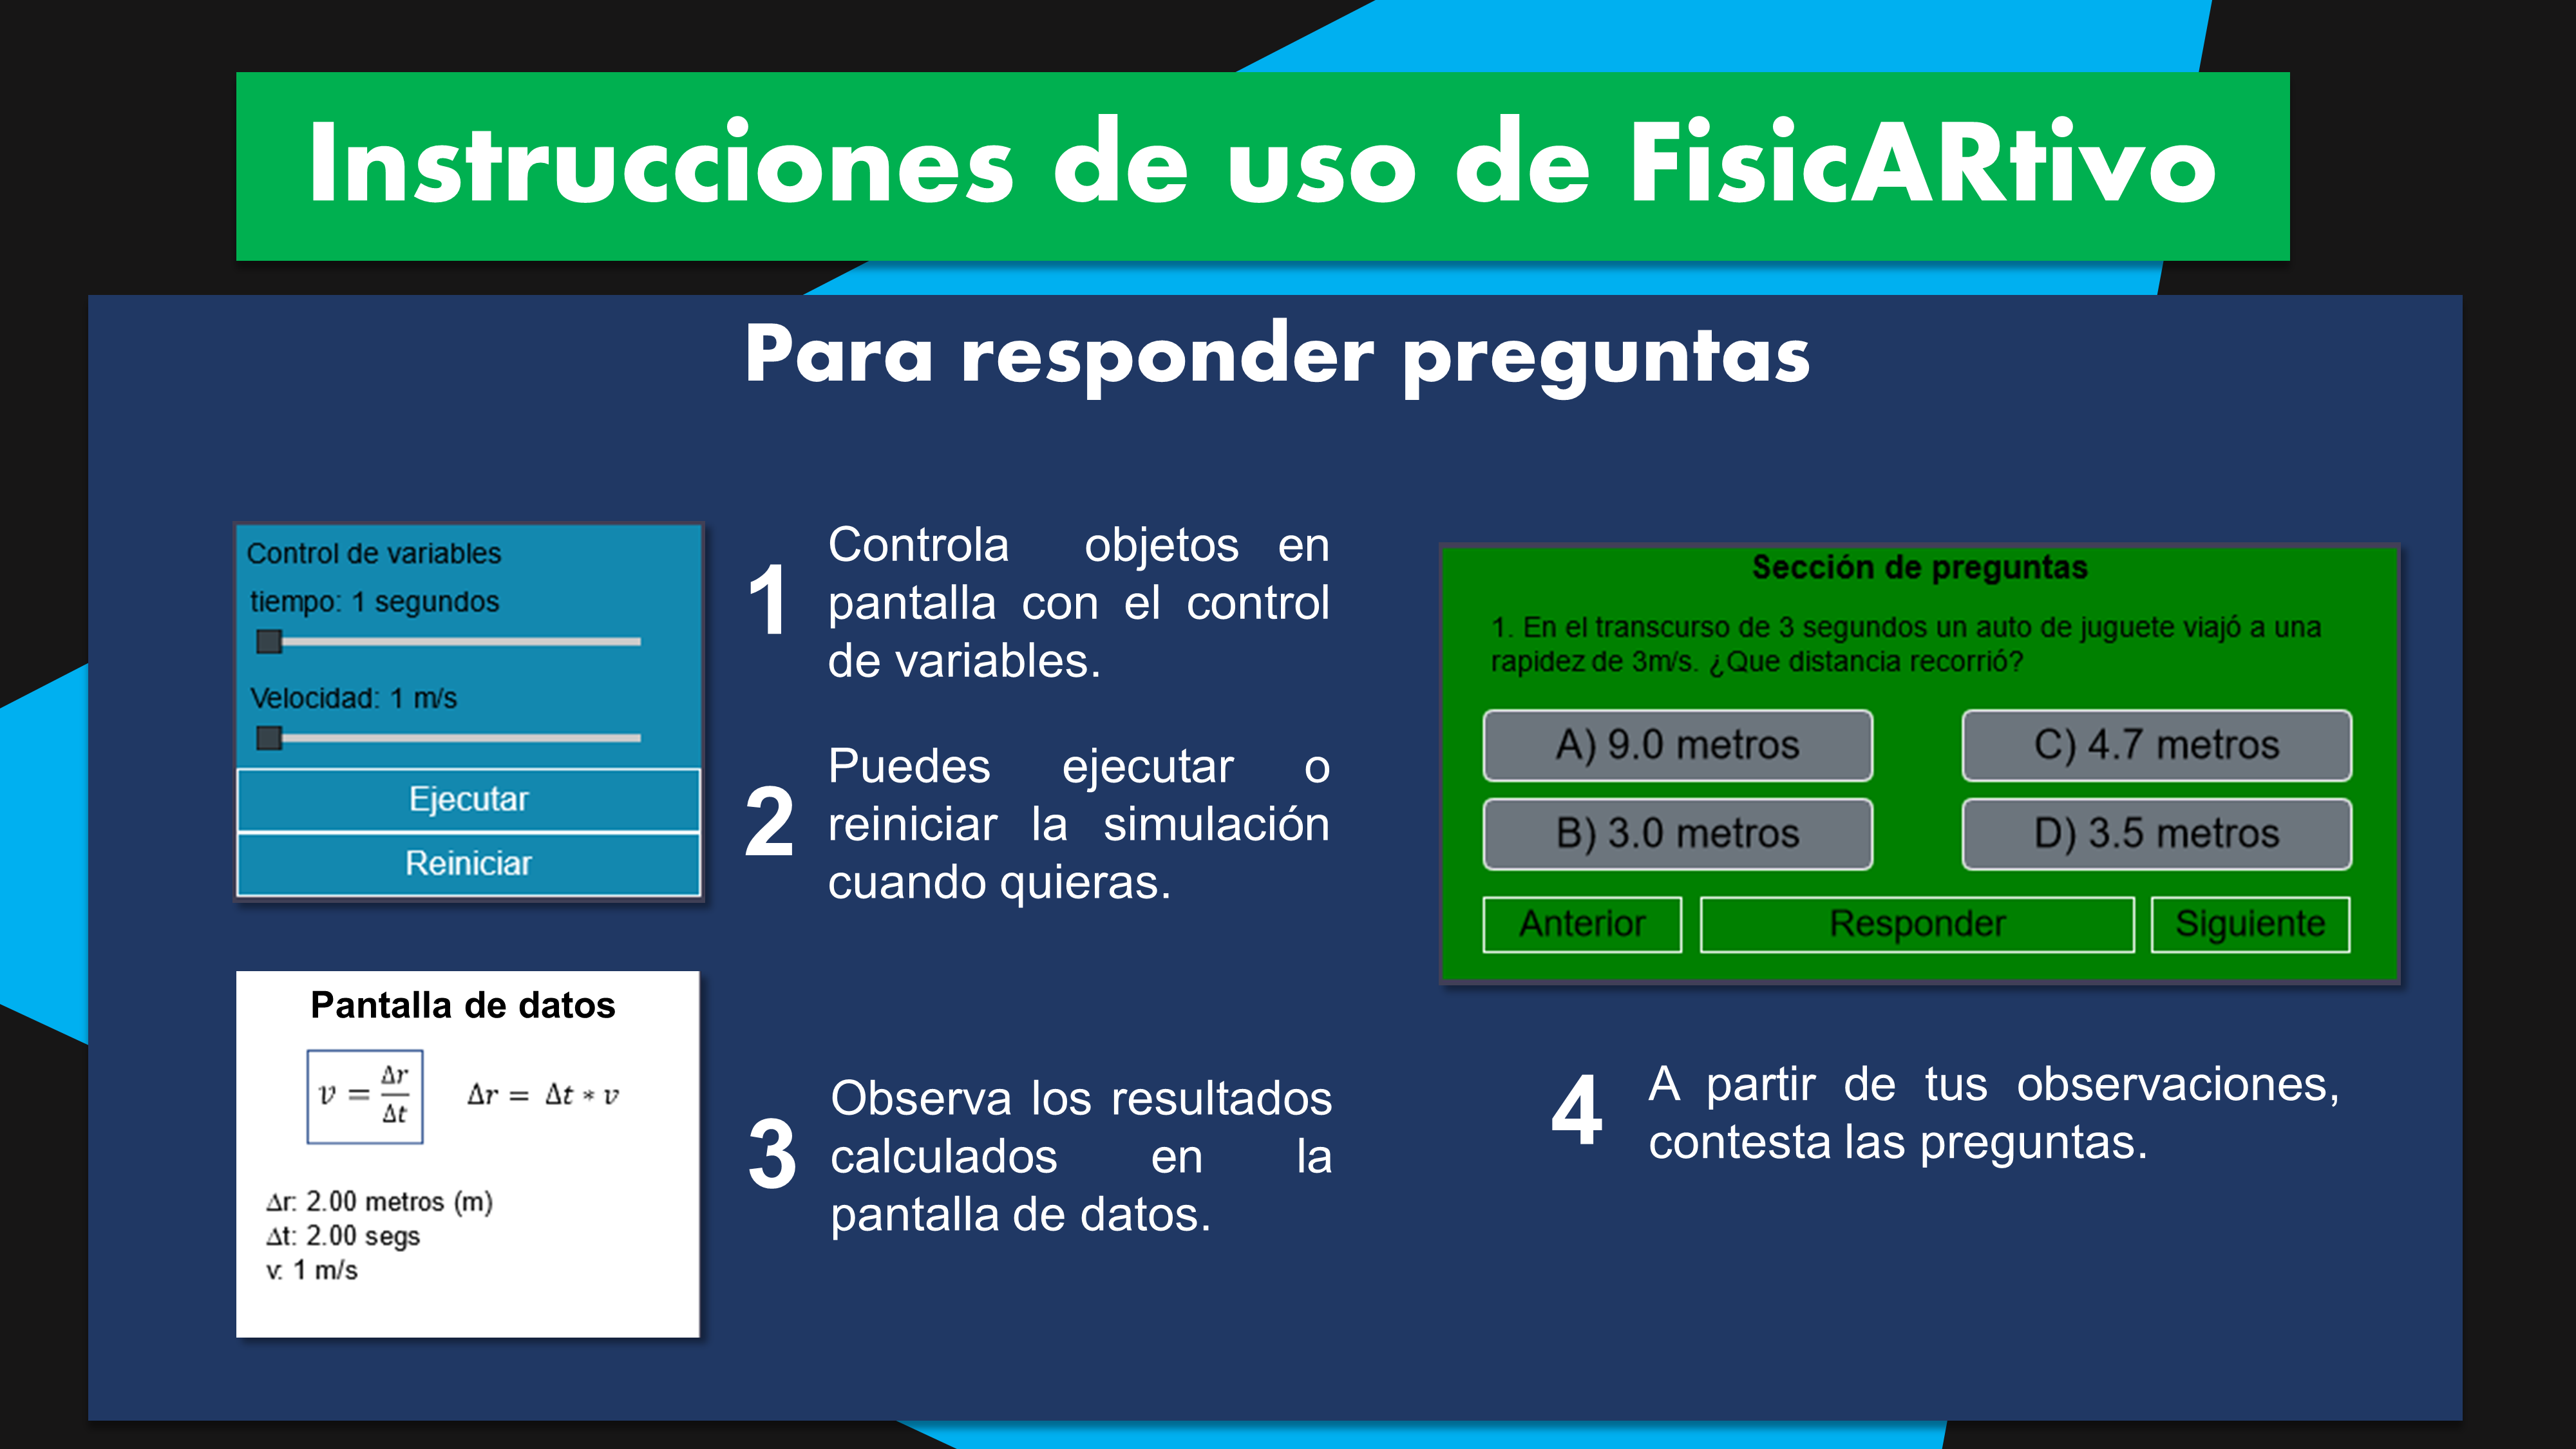 Instrucciones de uso de FisicARtivo
Para responder preguntas
Control de variables
tiempo: 1 segundos
Velocidad: 1 m/s
Ejecutar
Reiniciar
1
Controla objetos en
pantalla con el control
de variables.
2
Puedes ejecutar o
reiniciar la simulación
cuando quieras.
Pantalla de datos
v = Δr/Δt    Δr = Δt * v
Δr: 2.00 metros (m)
Δt: 2.00 segs
v: 1 m/s
3
Observa los resultados
calculados en la
pantalla de datos.
Sección de preguntas
1. En el transcurso de 3 segundos un auto de juguete viajó a una
rapidez de 3m/s. ¿Que distancia recorrió?
A) 9.0 metros
C) 4.7 metros
B) 3.0 metros
D) 3.5 metros
Anterior
Responder
Siguiente
4
A partir de tus observaciones,
contesta las preguntas.